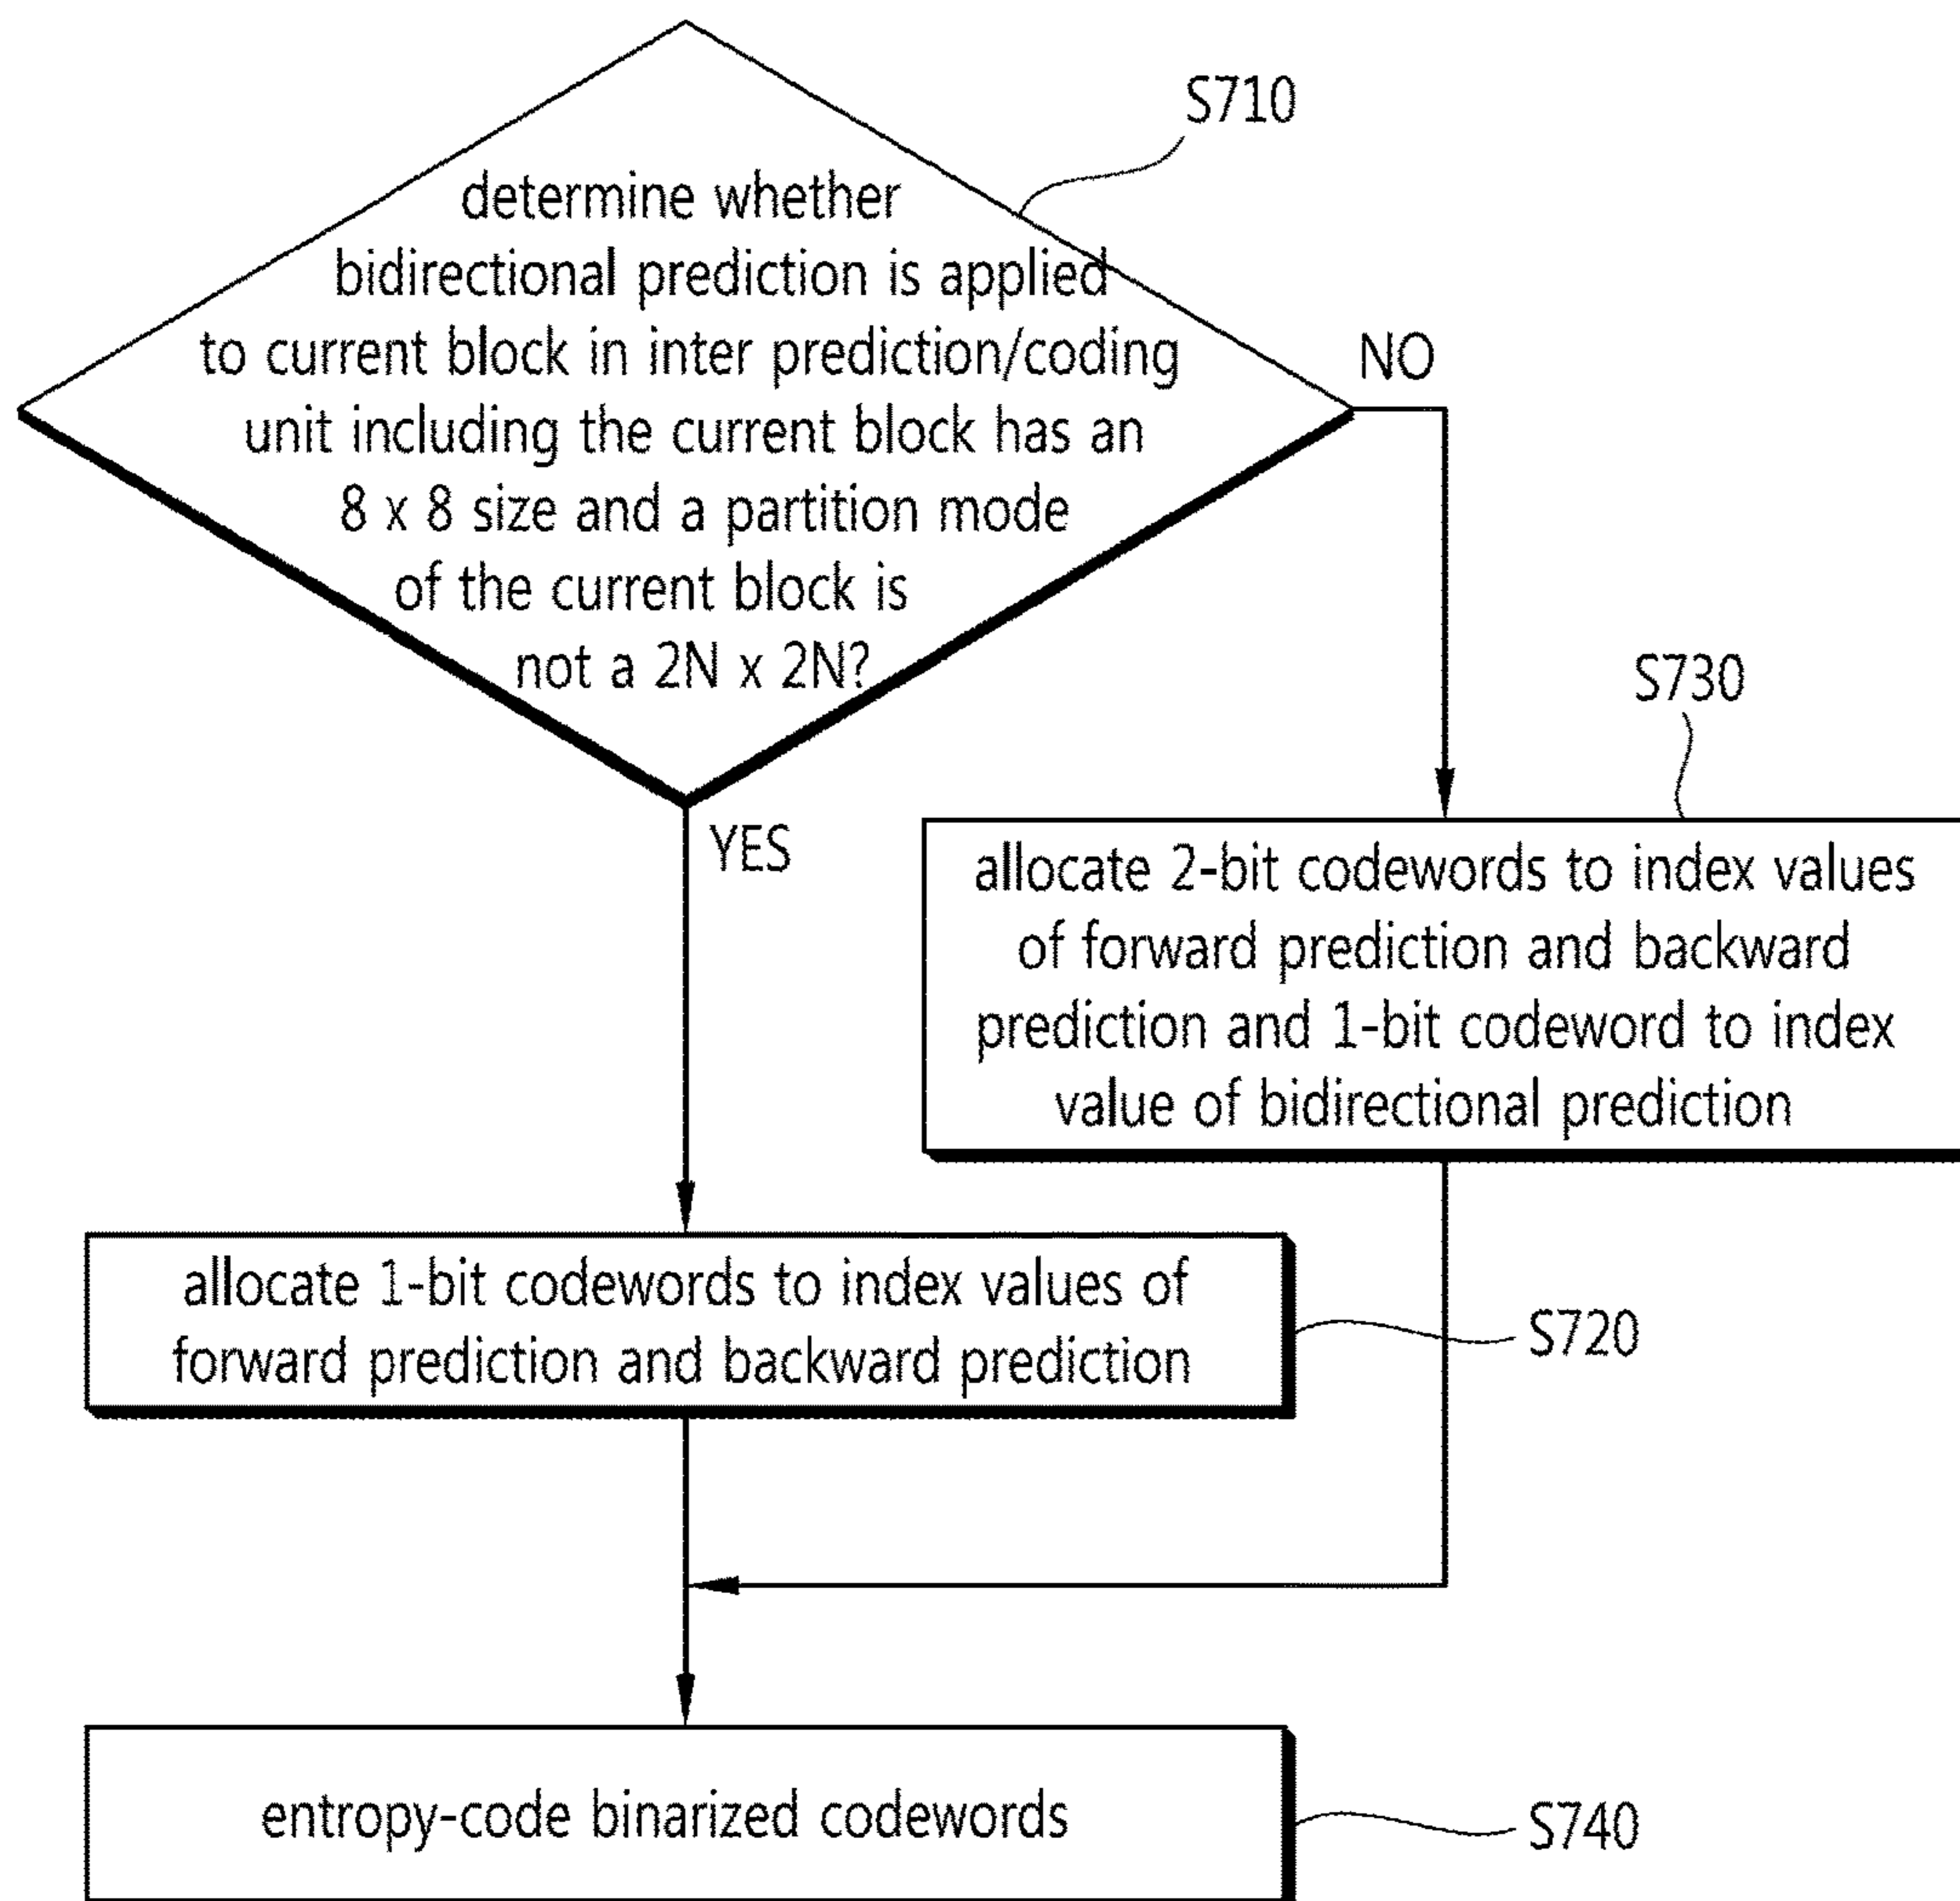 S710
determine whether
bidirectional prediction is applied
to current block in inter prediction/coding
unit including the current block has an
8 x 8 size and a partition mode
of the current block is
not a 2N x 2N?
NO
YES
S730
allocate 2-bit codewords to index values
of forward prediction and backward
prediction and 1-bit codeword to index
value of bidirectional prediction
allocate 1-bit codewords to index values of
forward prediction and backward prediction
S720
entropy-code binarized codewords
S740